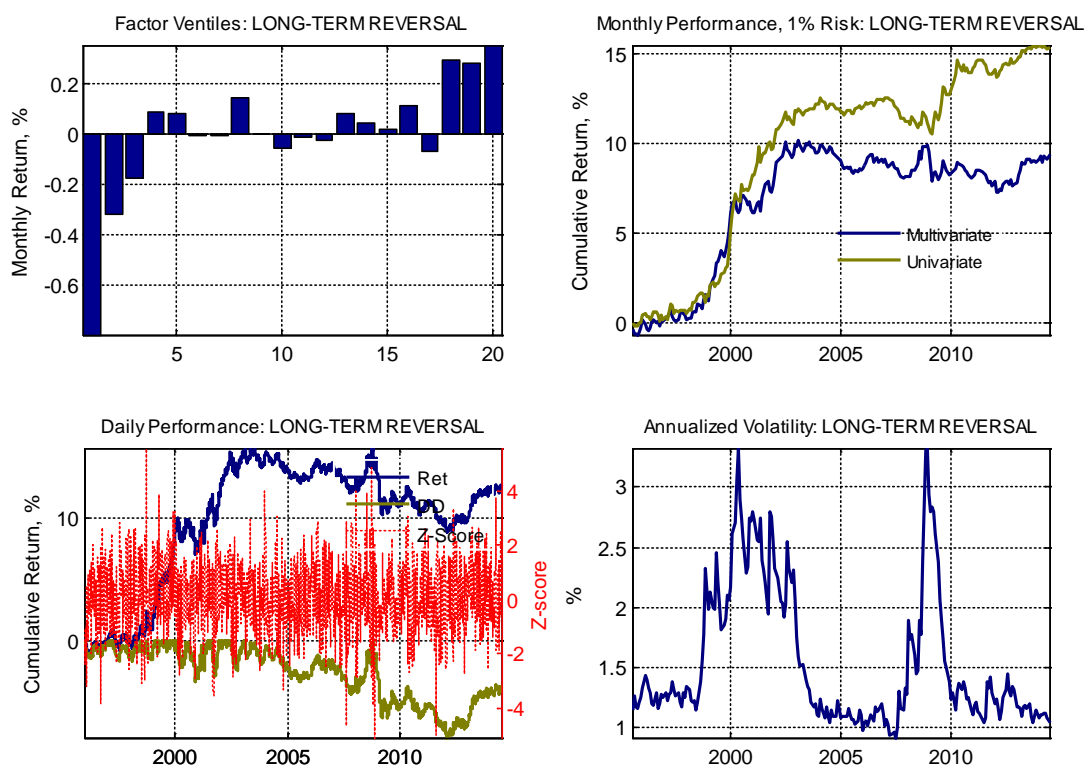 Factor Ventiles: LONG-TERM REVERSAL
0.2
0
-0.2
-0.4
-0.6
Monthly Return, %
5
10
15
20
Monthly Performance, 1% Risk: LONG-TERM REVERSAL
15
10
5
0
Cumulative Return, %
Multivariate
Univariate
2000
2005
2010
Daily Performance: LONG-TERM REVERSAL
10
0
Cumulative Return, %
Ret
DD
Z-Score
4
2
0
-2
-4
Z-score
2000
2005
2010
Annualized Volatility: LONG-TERM REVERSAL
3
2.5
2
1.5
1
%
2000
2005
2010